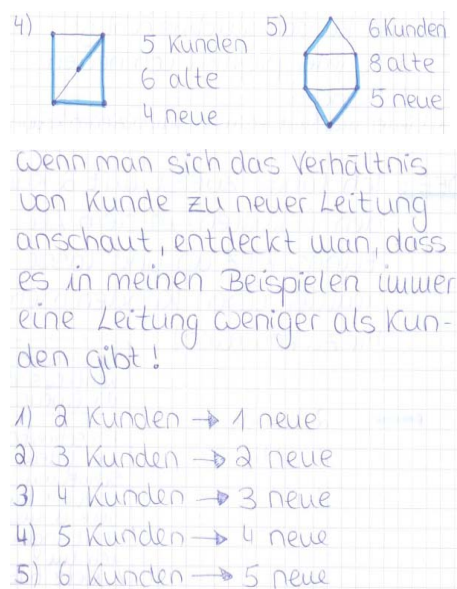 4) 5 Kunden
6 alte
4 neue
5) 6 Kunden
8 alte
5 neue
Wenn man sich das Verhältnis
von Kunde zu neuer Leitung
anschaut, entdeckt man, dass
es in meinen Beispielen immer
eine Leitung weniger als Kun-
den gibt!
1) 2 Kunden → 1 neue
2) 3 Kunden → 2 neue
3) 4 Kunden → 3 neue
4) 5 Kunden → 4 neue
5) 6 Kunden → 5 neue